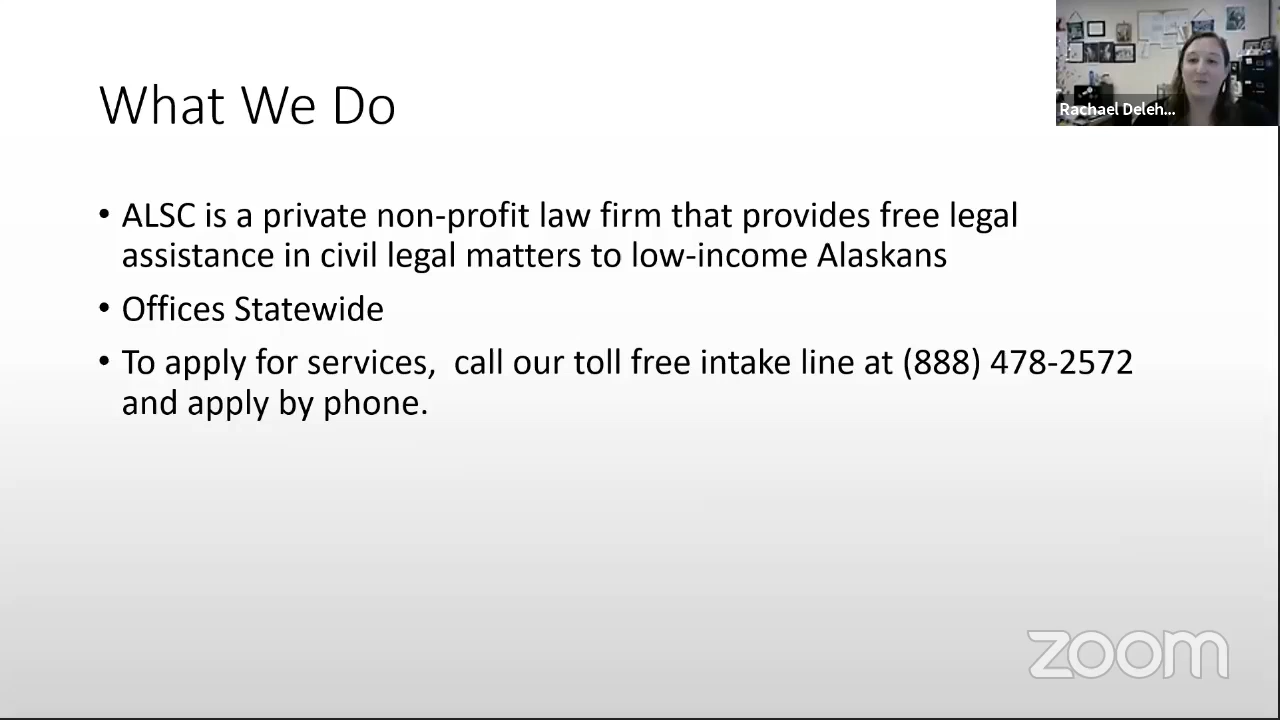 What We Do
Rachael Deleh...
• ALSC is a private non-profit law firm that provides free legal
assistance in civil legal matters to low-income Alaskans
• Offices Statewide
• To apply for services,  call our toll free intake line at (888) 478-2572
and apply by phone.
zoom